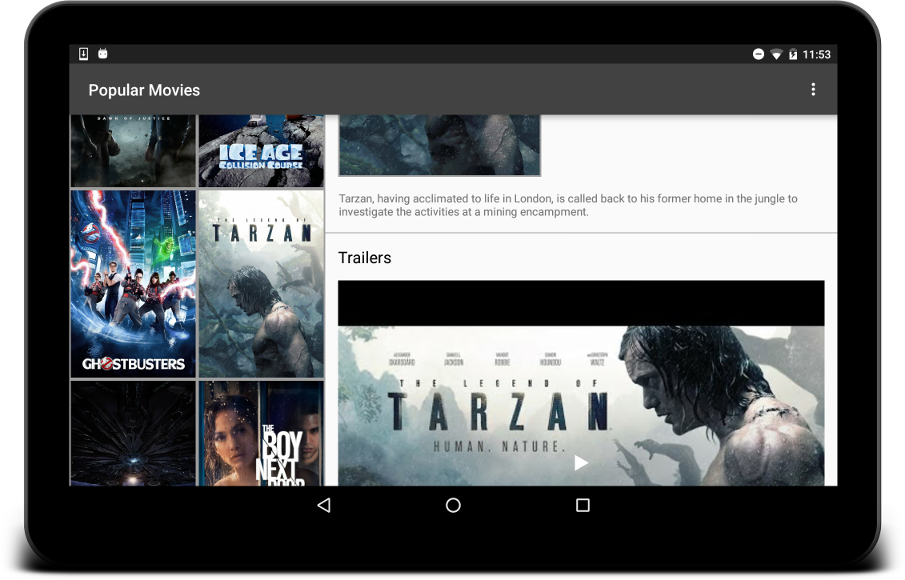 11:53
Popular Movies
DAWN OF JUSTICE
ICE AGE
COLLISION COURSE
Tarzan, having acclimated to life in London, is called back to his former home in the jungle to
investigate the activities at a mining encampment.
Trailers
GHOSTBUSTERS
THE LEGEND OF
TARZAN
THE
BOY
NEXT
DOOR
ALEXANDER SAMUEL L MARGOT DJIMON AND CHRISTOPH
SKARSGÅRD JACKSON ROBBIE HOUNSOU WALTZ
THE LEGEND OF
TARZAN
HUMAN. NATURE.